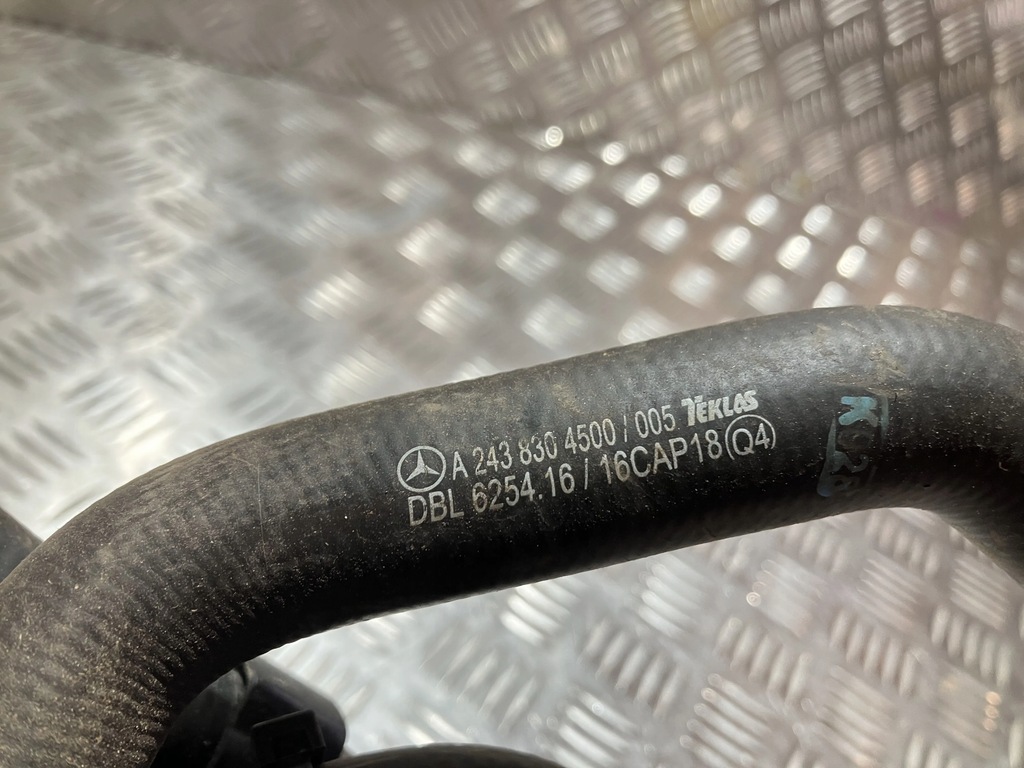 A 243 830 4500 / 005 TEKLAS
DBL 6254.16 / 16CAP18 (Q4)